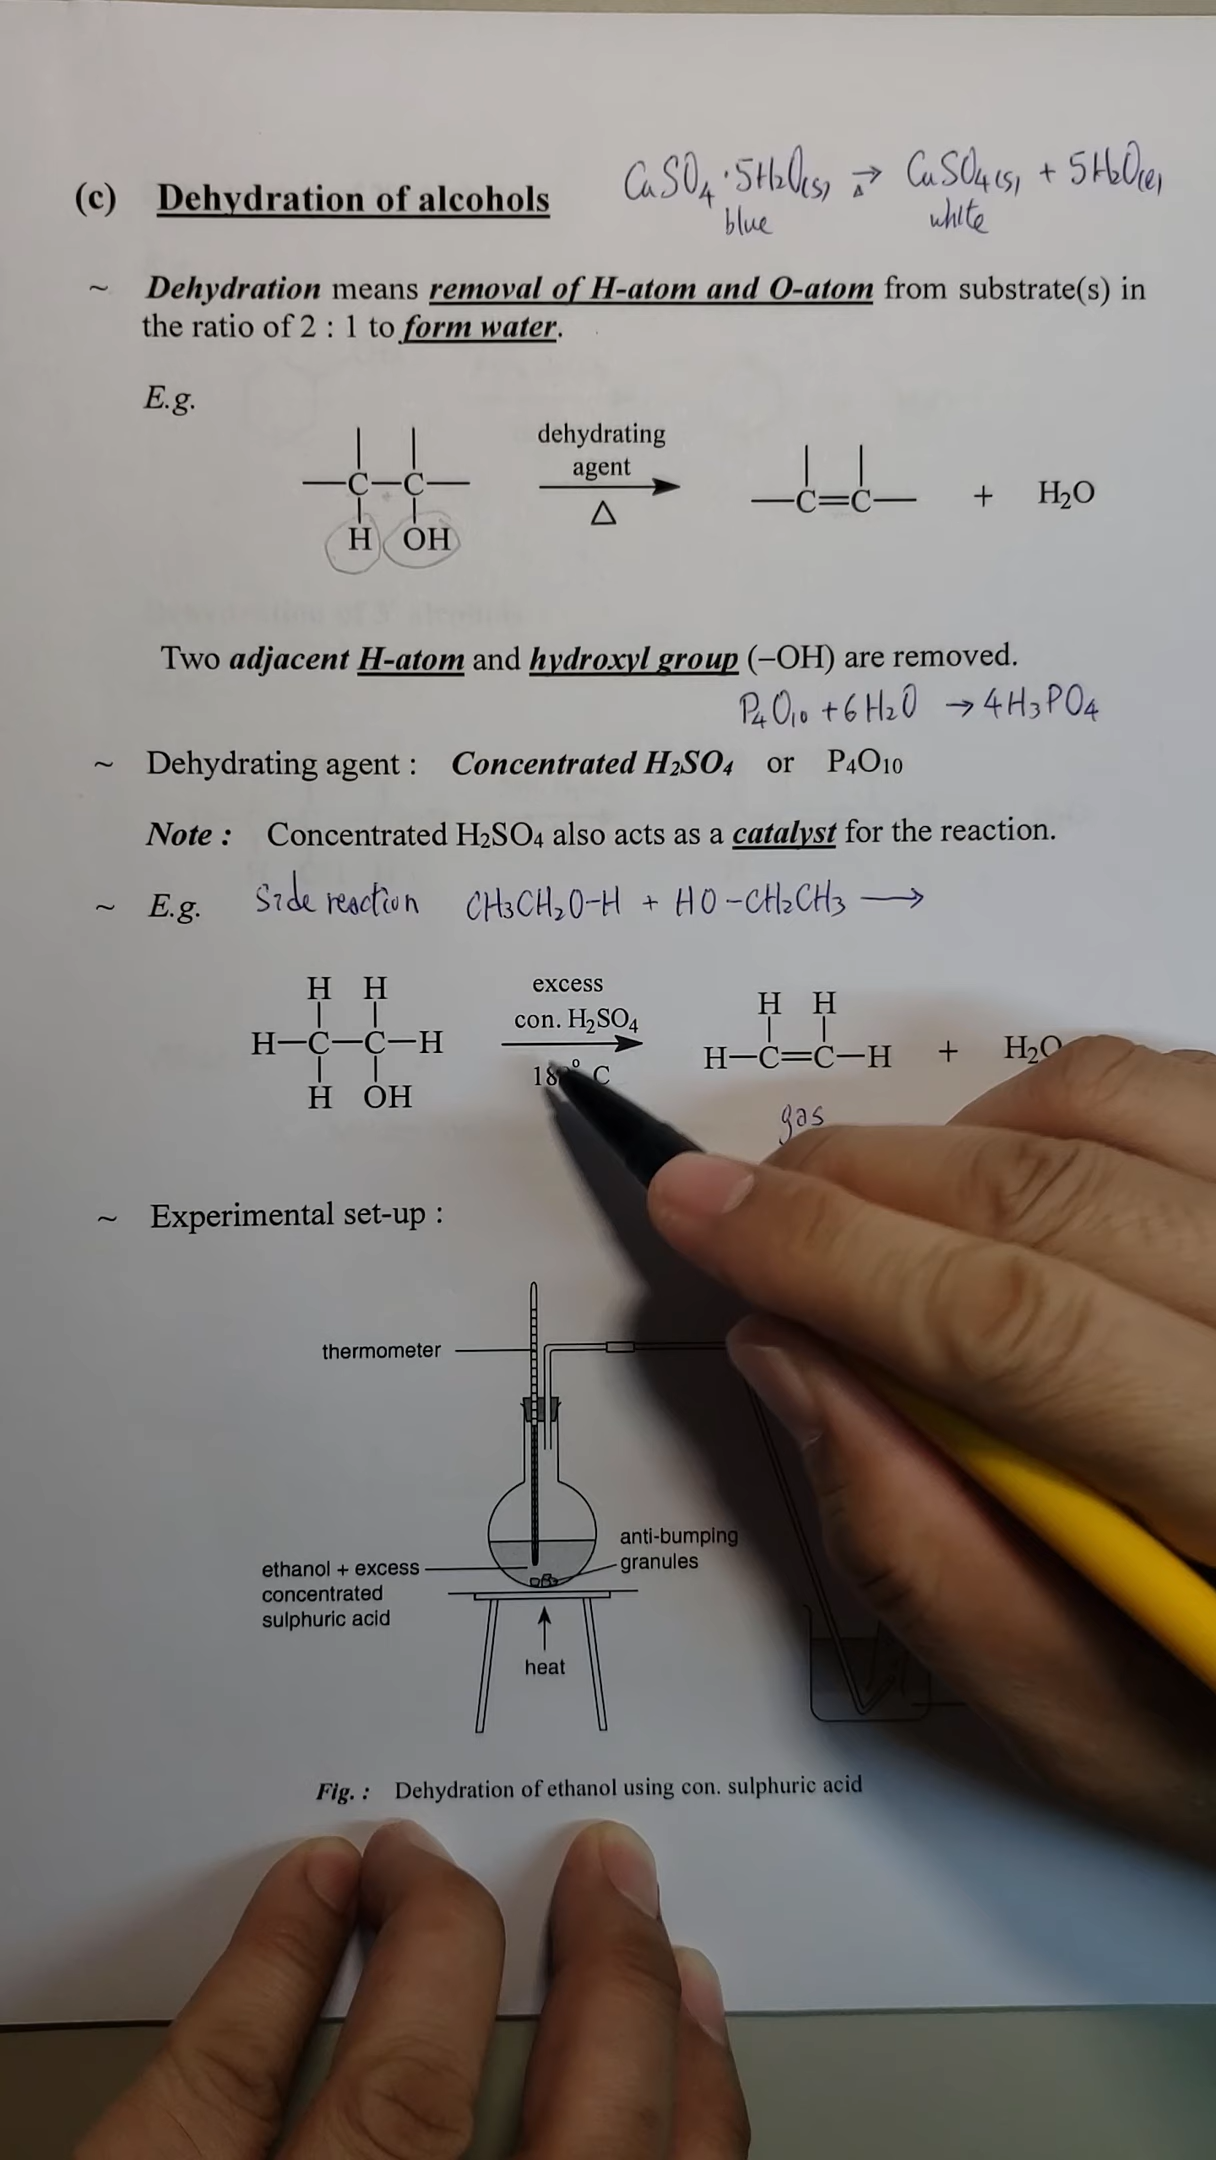 (c) Dehydration of alcohols
CuSO4·5H2O(s) ⇌ CuSO4(s) + 5H2O(l)
Δ
blue white
~ Dehydration means removal of H-atom and O-atom from substrate(s) in
the ratio of 2 : 1 to form water.
E.g.
dehydrating
agent
—C—C— —C=C— + H2O
Δ
H OH
Two adjacent H-atom and hydroxyl group (–OH) are removed.
P4O10 + 6H2O → 4H3PO4
~ Dehydrating agent : Concentrated H2SO4 or P4O10
Note : Concentrated H2SO4 also acts as a catalyst for the reaction.
~ E.g. Side reaction CH3CH2O-H + HO-CH2CH3 →
H H excess H H
con. H2SO4
H—C—C—H H—C=C—H + H2O
H OH
gas
~ Experimental set-up :
thermometer
anti-bumping
granules
ethanol + excess
concentrated
sulphuric acid
heat
Fig. : Dehydration of ethanol using con. sulphuric acid